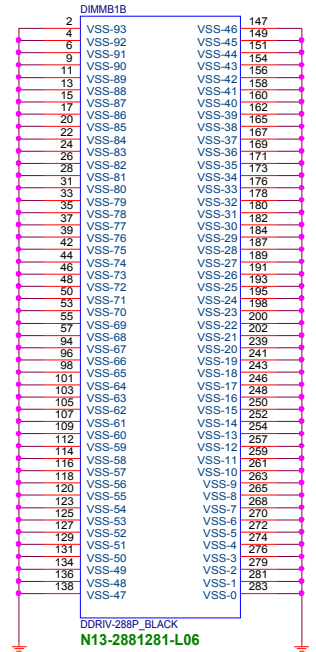 DIMMB1B
2 VSS-93 VSS-46 147
4 VSS-92 VSS-45 149
6 VSS-91 VSS-44 151
9 VSS-90 VSS-43 154
11 VSS-89 VSS-42 156
13 VSS-88 VSS-41 158
15 VSS-87 VSS-40 160
17 VSS-86 VSS-39 162
20 VSS-85 VSS-38 165
22 VSS-84 VSS-37 167
24 VSS-83 VSS-36 169
26 VSS-82 VSS-35 171
28 VSS-81 VSS-34 173
31 VSS-80 VSS-33 176
33 VSS-79 VSS-32 178
35 VSS-78 VSS-31 180
37 VSS-77 VSS-30 182
39 VSS-76 VSS-29 184
42 VSS-75 VSS-28 187
44 VSS-74 VSS-27 189
46 VSS-73 VSS-26 191
48 VSS-72 VSS-25 193
50 VSS-71 VSS-24 195
53 VSS-70 VSS-23 198
55 VSS-69 VSS-22 200
57 VSS-68 VSS-21 202
94 VSS-67 VSS-20 239
96 VSS-66 VSS-19 241
98 VSS-65 VSS-18 243
101 VSS-64 VSS-17 246
103 VSS-63 VSS-16 248
105 VSS-62 VSS-15 250
107 VSS-61 VSS-14 252
109 VSS-60 VSS-13 254
112 VSS-59 VSS-12 257
114 VSS-58 VSS-11 259
116 VSS-57 VSS-10 261
118 VSS-56 VSS-9 263
120 VSS-55 VSS-8 265
123 VSS-54 VSS-7 268
125 VSS-53 VSS-6 270
127 VSS-52 VSS-5 272
129 VSS-51 VSS-4 274
131 VSS-50 VSS-3 276
134 VSS-49 VSS-2 279
136 VSS-48 VSS-1 281
138 VSS-47 VSS-0 283
DDRIV-288P_BLACK
N13-2881281-L06